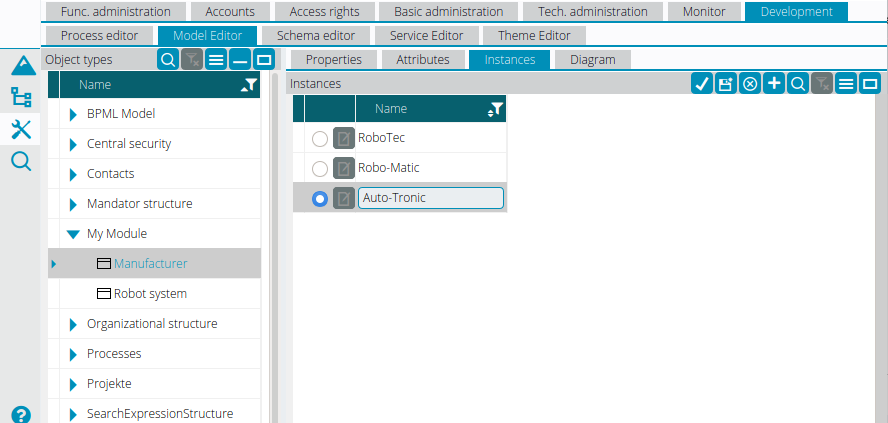 Func. administration Accounts Access rights Basic administration Tech. administration Monitor Development
Process editor Model Editor Schema editor Service Editor Theme Editor
Object types
Name
BPML Model
Central security
Contacts
Mandator structure
My Module
Manufacturer
Robot system
Organizational structure
Processes
Projekte
SearchExpressionStructure
Properties Attributes Instances Diagram
Instances
Name
RoboTec
Robo-Matic
Auto-Tronic
?